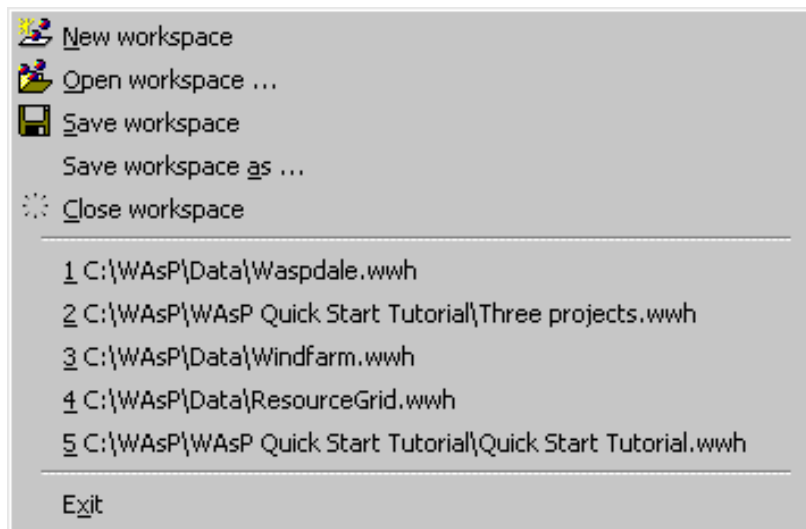 New workspace
Open workspace ...
Save workspace
Save workspace as ...
Close workspace
1 C:\WAsP\Data\Waspdale.wwh
2 C:\WAsP\WAsP Quick Start Tutorial\Three projects.wwh
3 C:\WAsP\Data\Windfarm.wwh
4 C:\WAsP\Data\ResourceGrid.wwh
5 C:\WAsP\WAsP Quick Start Tutorial\Quick Start Tutorial.wwh
Exit